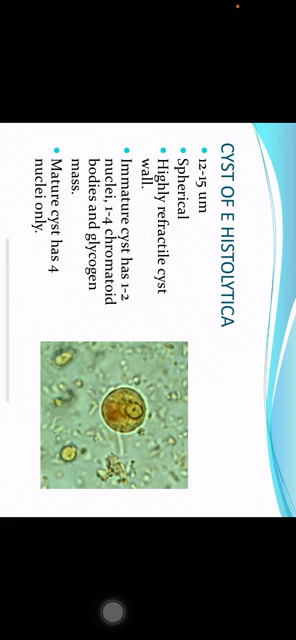 CYST OF E HISTOLYTICA
12-15 um
Spherical
Highly refractile cyst
wall.
Immature cyst has 1-2
nuclei, 1-4 chromatoid
bodies and glycogen
mass.
Mature cyst has 4
nuclei only.